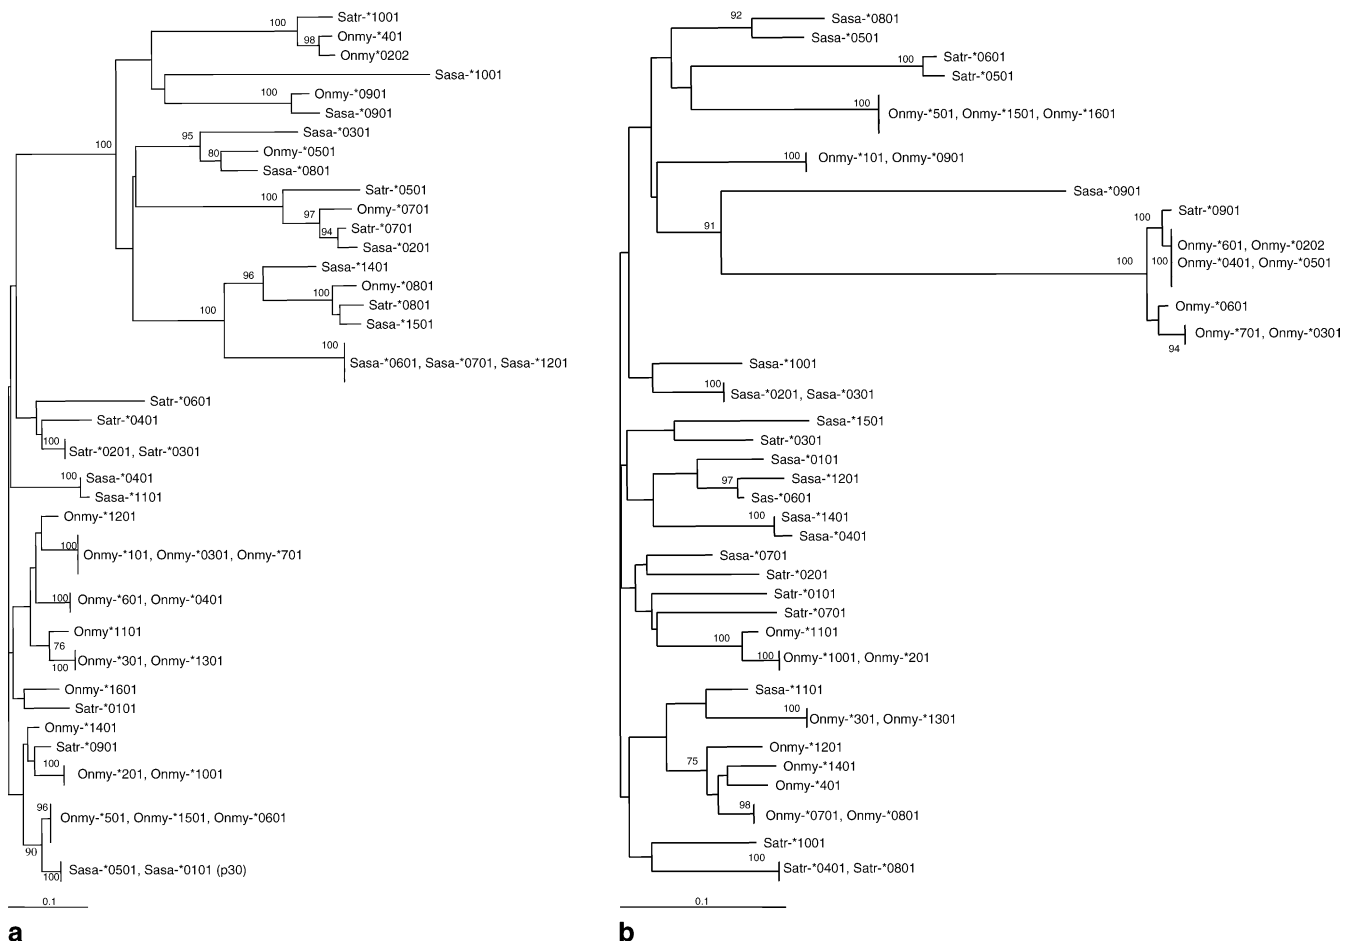 100
Satr-*1001
98
Onmy-*401
Onmy*0202
Sasa-*1001
100
Onmy-*0901
Sasa-*0901
100
95
Sasa-*0301
80
Onmy-*0501
Sasa-*0801
100
Satr-*0501
97
Onmy-*0701
94
Satr-*0701
Sasa-*0201
96
Sasa-*1401
100
Onmy-*0801
100
Satr-*0801
Sasa-*1501
100
Sasa-*0601, Sasa-*0701, Sasa-*1201
Satr-*0601
Satr-*0401
100
Satr-*0201, Satr-*0301
100
Sasa-*0401
Sasa-*1101
Onmy-*1201
100
Onmy-*101, Onmy-*0301, Onmy-*701
100
Onmy-*601, Onmy-*0401
Onmy*1101
76
100
Onmy-*301, Onmy-*1301
Onmy-*1601
Satr-*0101
Onmy-*1401
Satr-*0901
100
Onmy-*201, Onmy-*1001
96
Onmy-*501, Onmy-*1501, Onmy-*0601
90
100
Sasa-*0501, Sasa-*0101 (p30)
0.1
a
92
Sasa-*0801
Sasa-*0501
100
Satr-*0601
Satr-*0501
100
Onmy-*501, Onmy-*1501, Onmy-*1601
100
Onmy-*101, Onmy-*0901
91
Sasa-*0901
100
Satr-*0901
100
100
Onmy-*601, Onmy-*0202
Onmy-*0401, Onmy-*0501
Onmy-*0601
Onmy-*701, Onmy-*0301
94
Sasa-*1001
100
Sasa-*0201, Sasa-*0301
Sasa-*1501
Satr-*0301
Sasa-*0101
97
Sasa-*1201
Sas-*0601
100
Sasa-*1401
Sasa-*0401
Sasa-*0701
Satr-*0201
Satr-*0101
Satr-*0701
100
Onmy-*1101
100
Onmy-*1001, Onmy-*201
Sasa-*1101
100
Onmy-*301, Onmy-*1301
75
Onmy-*1201
Onmy-*1401
Onmy-*401
98
Onmy-*0701, Onmy-*0801
Satr-*1001
100
Satr-*0401, Satr-*0801
0.1
b